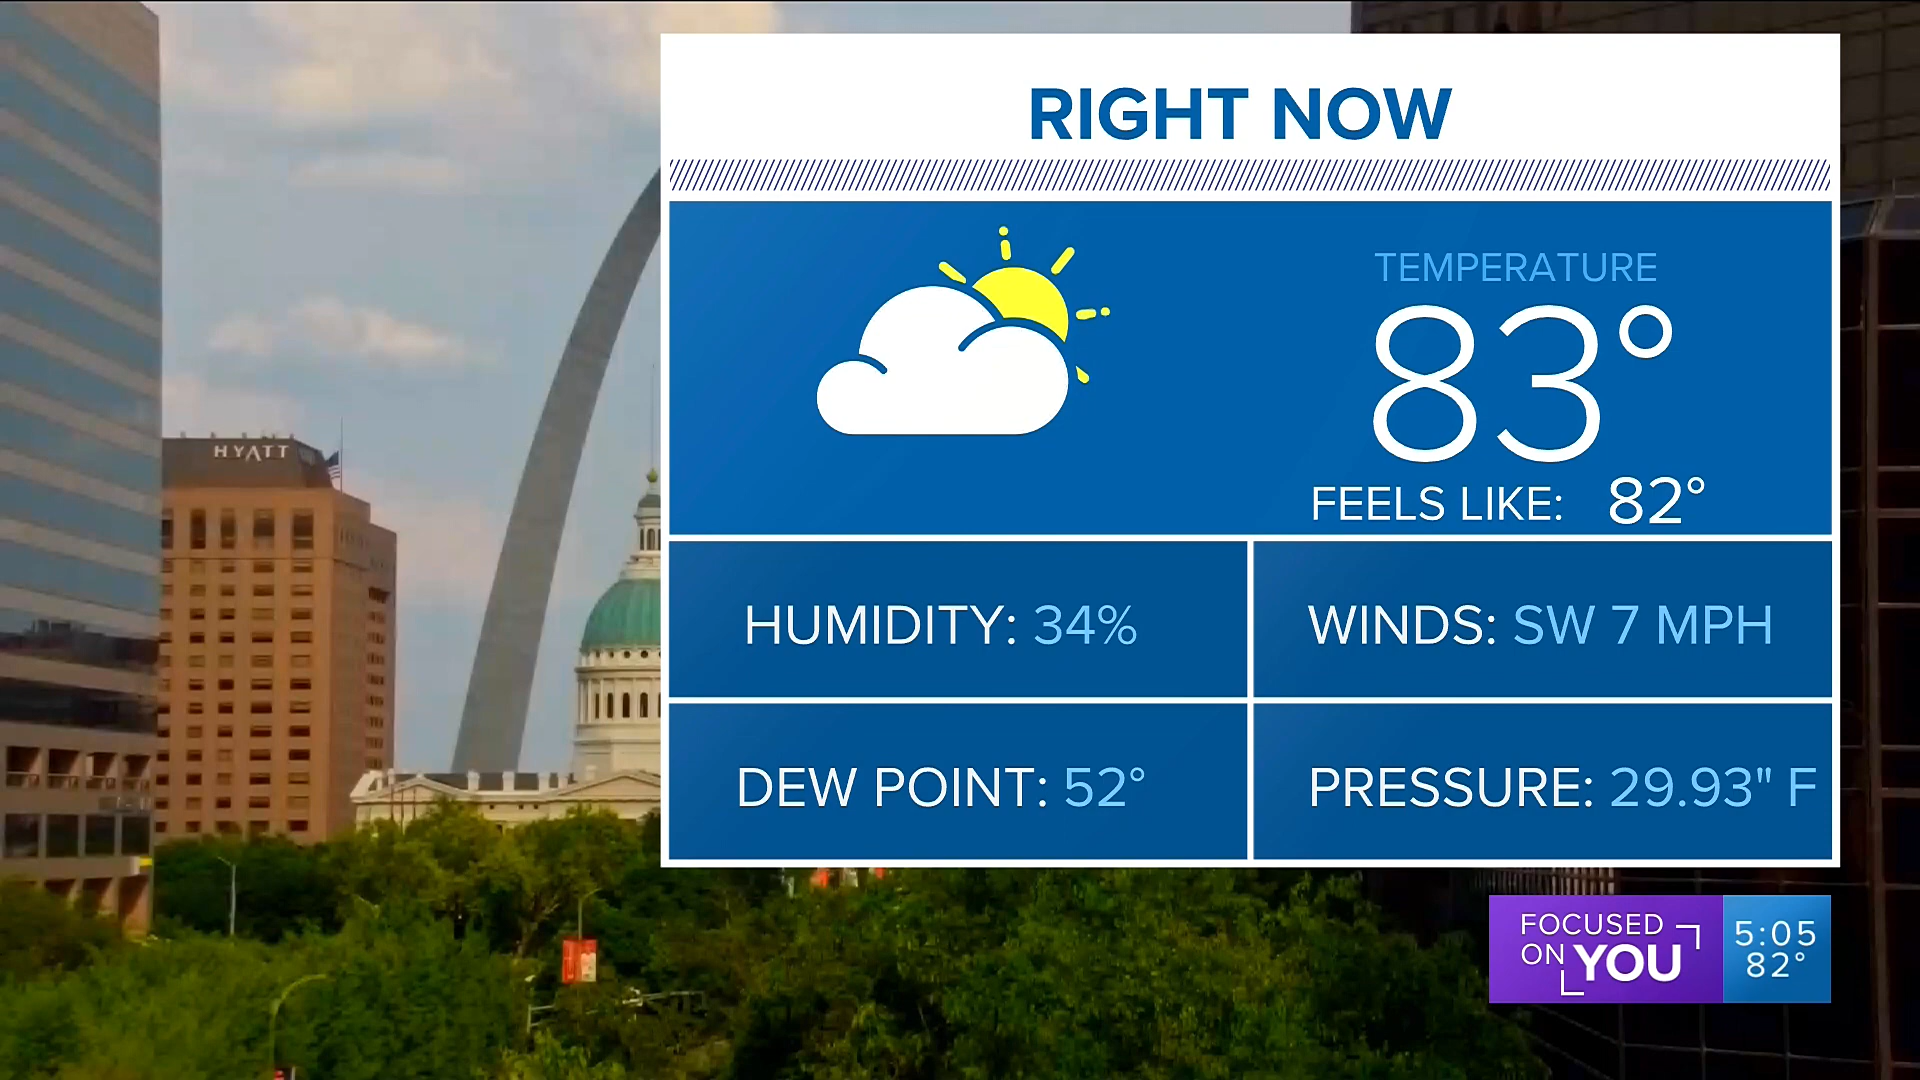 RIGHT NOW
TEMPERATURE
83°
FEELS LIKE: 82°
HUMIDITY: 34%
WINDS: SW 7 MPH
DEW POINT: 52°
PRESSURE: 29.93" F
HYATT
FOCUSED
ON YOU
5:05
82°